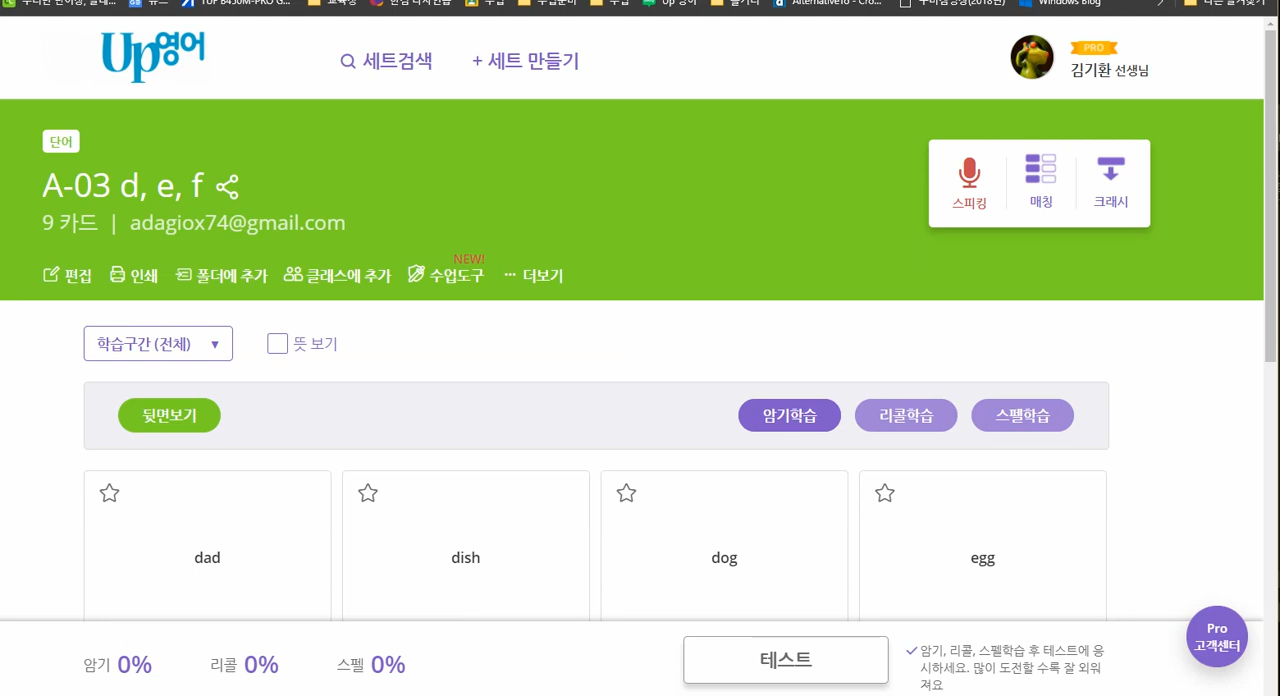 Up영어
세트검색
+ 세트 만들기
PRO
김기환 선생님
단어
A-03 d, e, f
9 카드 | adagiox74@gmail.com
스피킹
매칭
크래시
NEW!
편집
인쇄
폴더에 추가
클래스에 추가
수업도구
··· 더보기
학습구간 (전체) ▼
뜻 보기
뒷면보기
암기학습
리콜학습
스펠학습
dad
dish
dog
egg
암기 0%
리콜 0%
스펠 0%
테스트
암기, 리콜, 스펠학습 후 테스트에 응
시하세요. 많이 도전할 수록 잘 외워
져요
Pro
고객센터